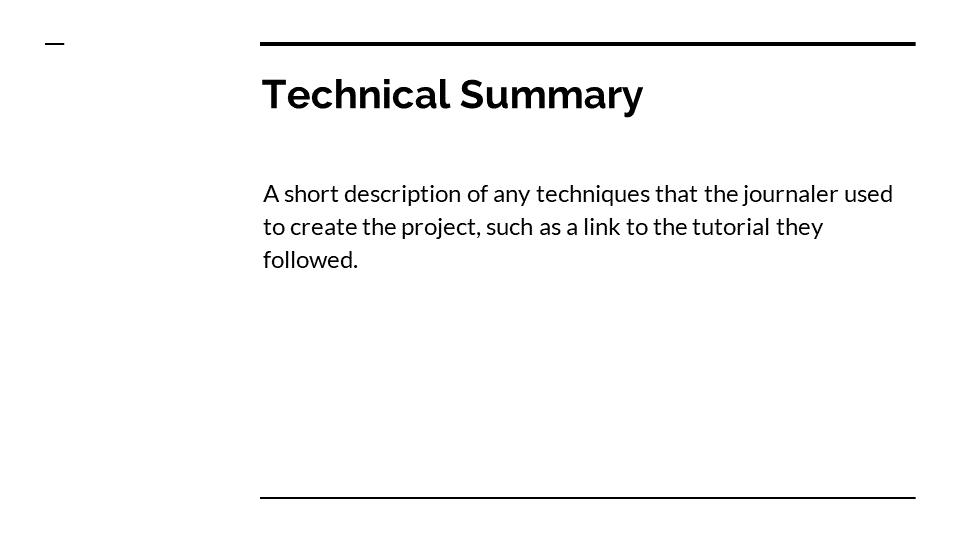 Technical Summary
A short description of any techniques that the journaler used
to create the project, such as a link to the tutorial they
followed.